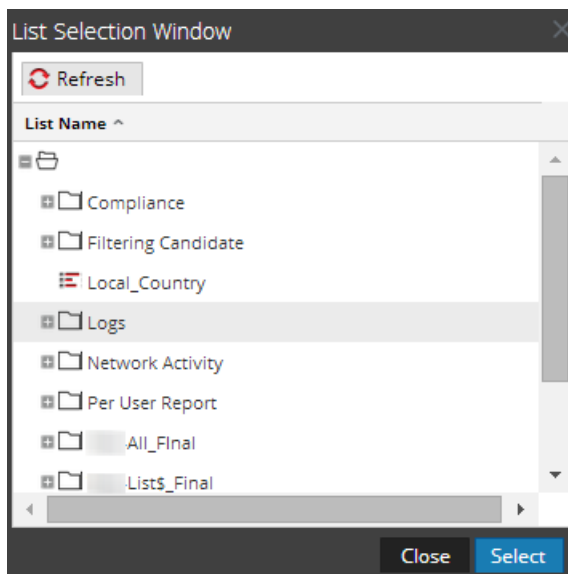 List Selection Window
Refresh
List Name
Compliance
Filtering Candidate
Local_Country
Logs
Network Activity
Per User Report
-All_FInal
-List$_Final
Close
Select